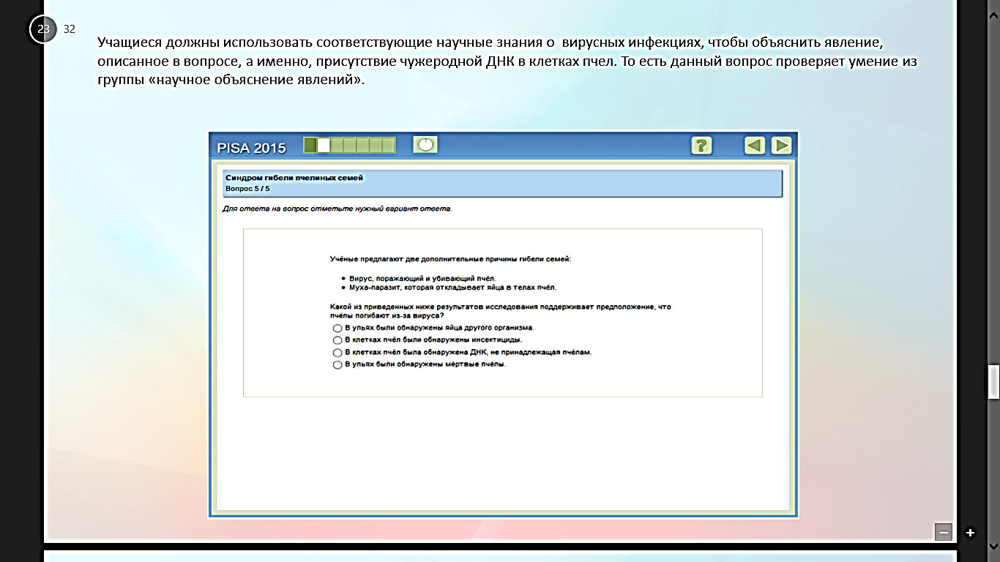 23 32
Учащиеся должны использовать соответствующие научные знания о вирусных инфекциях, чтобы объяснить явление,
описанное в вопросе, а именно, присутствие чужеродной ДНК в клетках пчел. То есть данный вопрос проверяет умение из
группы «научное объяснение явлений».
PISA 2015
?
Синдром гибели пчелиных семей
Вопрос 5 / 5
Для ответа на вопрос отметьте нужный вариант ответа.
Учёные предлагают две дополнительные причины гибели семей:
• Вирус, поражающий и убивающий пчёл.
• Муха-паразит, которая откладывает яйца в телах пчёл.
Какой из приведенных ниже результатов исследования поддерживает предположение, что
пчёлы погибают из-за вируса?
В ульях были обнаружены яйца другого организма.
В клетках пчёл были обнаружены инсектициды.
В клетках пчёл была обнаружена ДНК, не принадлежащая пчёлам.
В ульях были обнаружены мёртвые пчёлы.